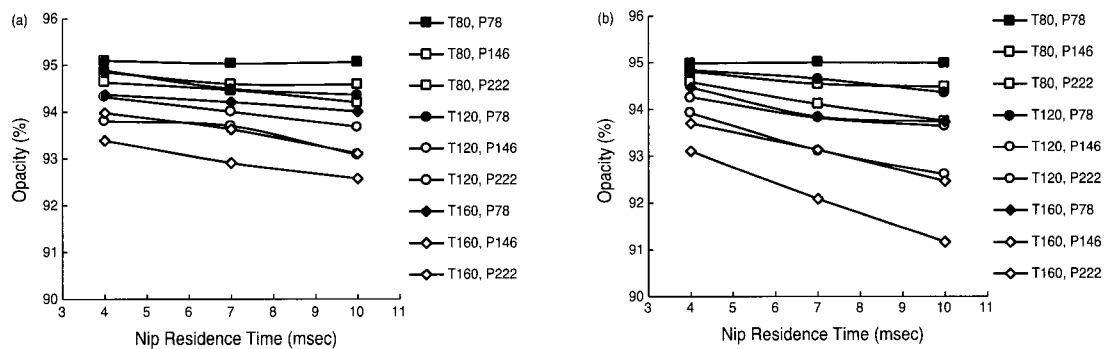 (a)
96
95
94
93
92
91
90
Opacity (%)
3 4 5 6 7 8 9 10 11
Nip Residence Time (msec)
T80, P78
T80, P146
T80, P222
T120, P78
T120, P146
T120, P222
T160, P78
T160, P146
T160, P222
(b)
96
95
94
93
92
91
90
Opacity (%)
3 4 5 6 7 8 9 10 11
Nip Residence Time (msec)
T80, P78
T80, P146
T80, P222
T120, P78
T120, P146
T120, P222
T160, P78
T160, P146
T160, P222